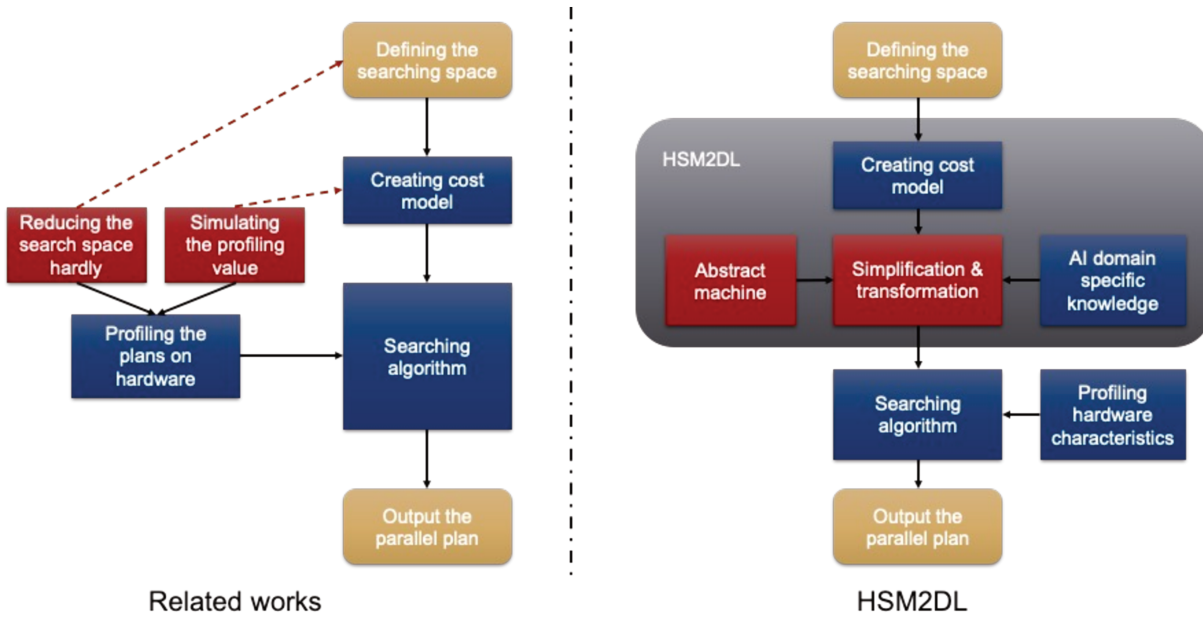 Defining the
searching space
Creating cost
model
Reducing the
search space
hardly
Simulating
the profiling
value
Profiling the
plans on
hardware
Searching
algorithm
Output the
parallel plan
Related works
Defining the
searching space
HSM2DL
Creating cost
model
Abstract
machine
Simplification &
transformation
AI domain
specific
knowledge
Searching
algorithm
Profiling
hardware
characteristics
Output the
parallel plan
HSM2DL